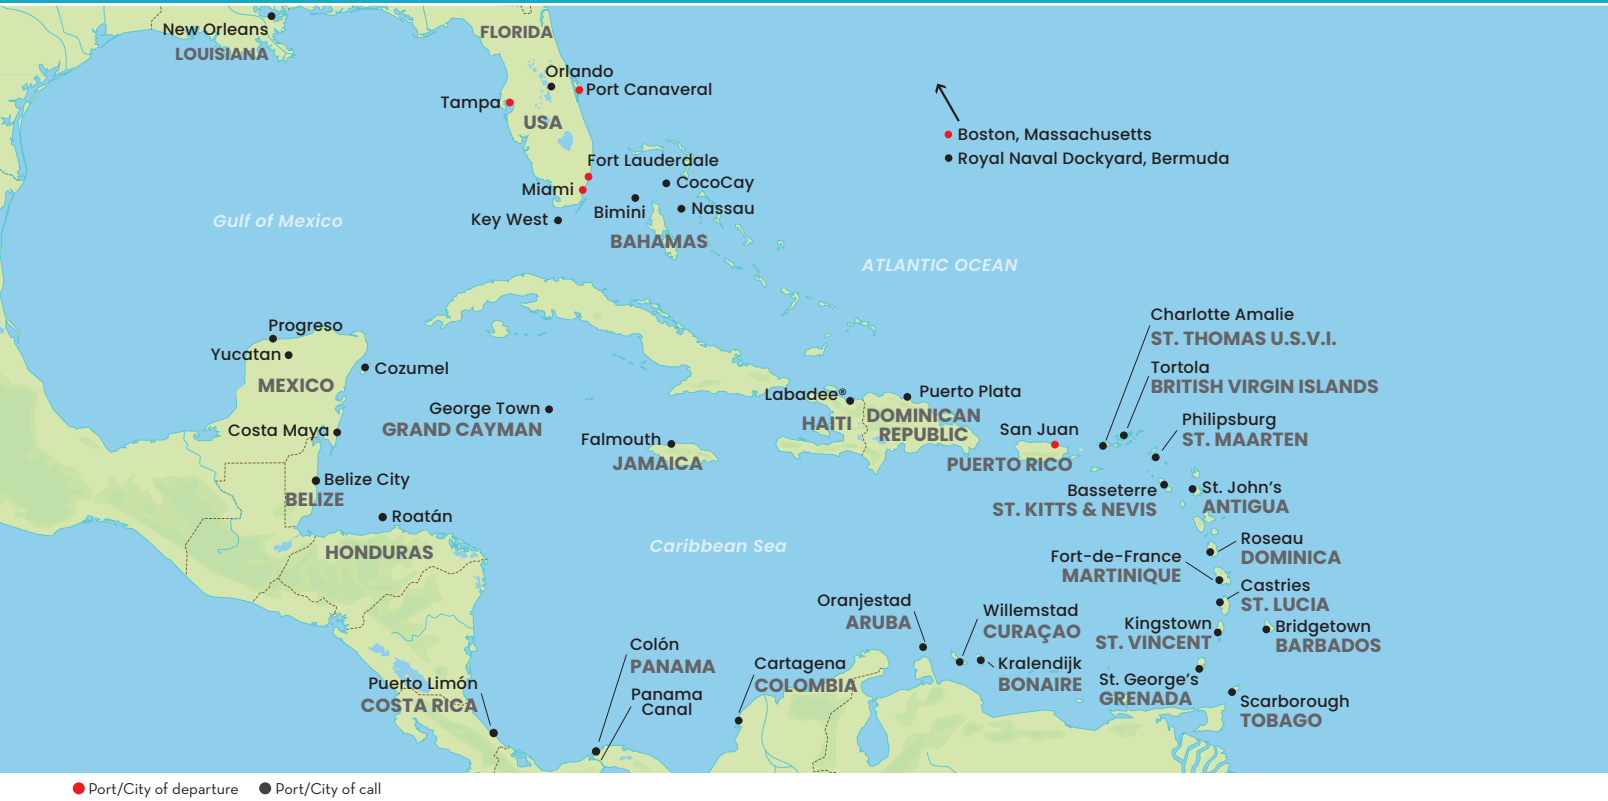 New Orleans
LOUISIANA
FLORIDA
Orlando
Port Canaveral
Tampa
USA
Boston, Massachusetts
Royal Naval Dockyard, Bermuda
Fort Lauderdale
Miami
CocoCay
Key West
Bimini
Nassau
BAHAMAS
Gulf of Mexico
ATLANTIC OCEAN
Progreso
Yucatan
MEXICO
Cozumel
Costa Maya
George Town
GRAND CAYMAN
Falmouth
JAMAICA
Labadee®
HAITI
Puerto Plata
DOMINICAN
REPUBLIC
San Juan
PUERTO RICO
Charlotte Amalie
ST. THOMAS U.S.V.I.
Tortola
BRITISH VIRGIN ISLANDS
Philipsburg
ST. MAARTEN
Belize City
BELIZE
Roatán
HONDURAS
Caribbean Sea
Basseterre
ST. KITTS & NEVIS
St. John's
ANTIGUA
Roseau
DOMINICA
Fort-de-France
MARTINIQUE
Castries
ST. LUCIA
Kingstown
ST. VINCENT
Bridgetown
BARBADOS
Oranjestad
ARUBA
Willemstad
CURAÇAO
Kralendijk
BONAIRE
St. George's
GRENADA
Scarborough
TOBAGO
Colón
PANAMA
Panama
Canal
Cartagena
COLOMBIA
Puerto Limón
COSTA RICA
Port/City of departure
Port/City of call